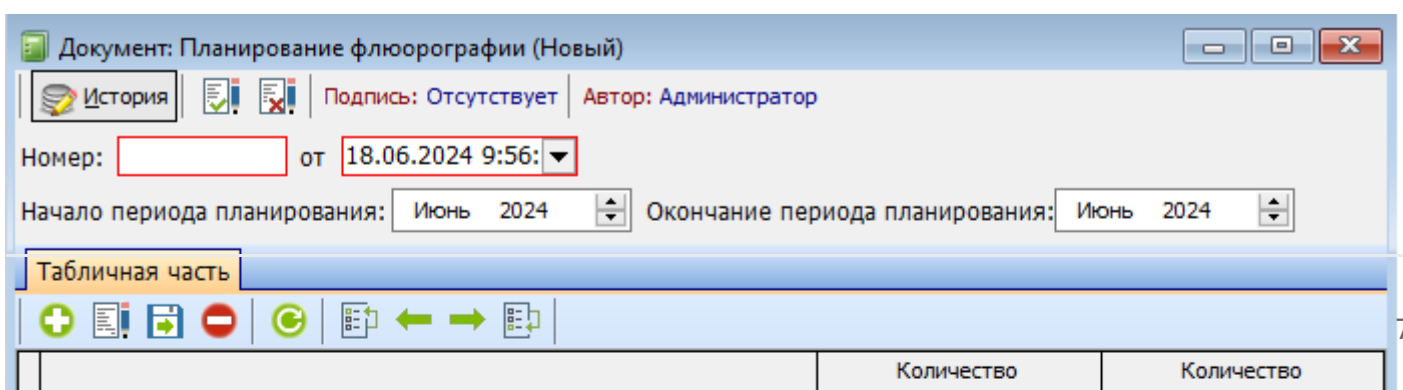 Документ: Планирование флюорографии (Новый)
История Подпись: Отсутствует Автор: Администратор
Номер: от 18.06.2024 9:56:
Начало периода планирования: Июнь 2024 Окончание периода планирования: Июнь 2024
Табличная часть
Количество Количество